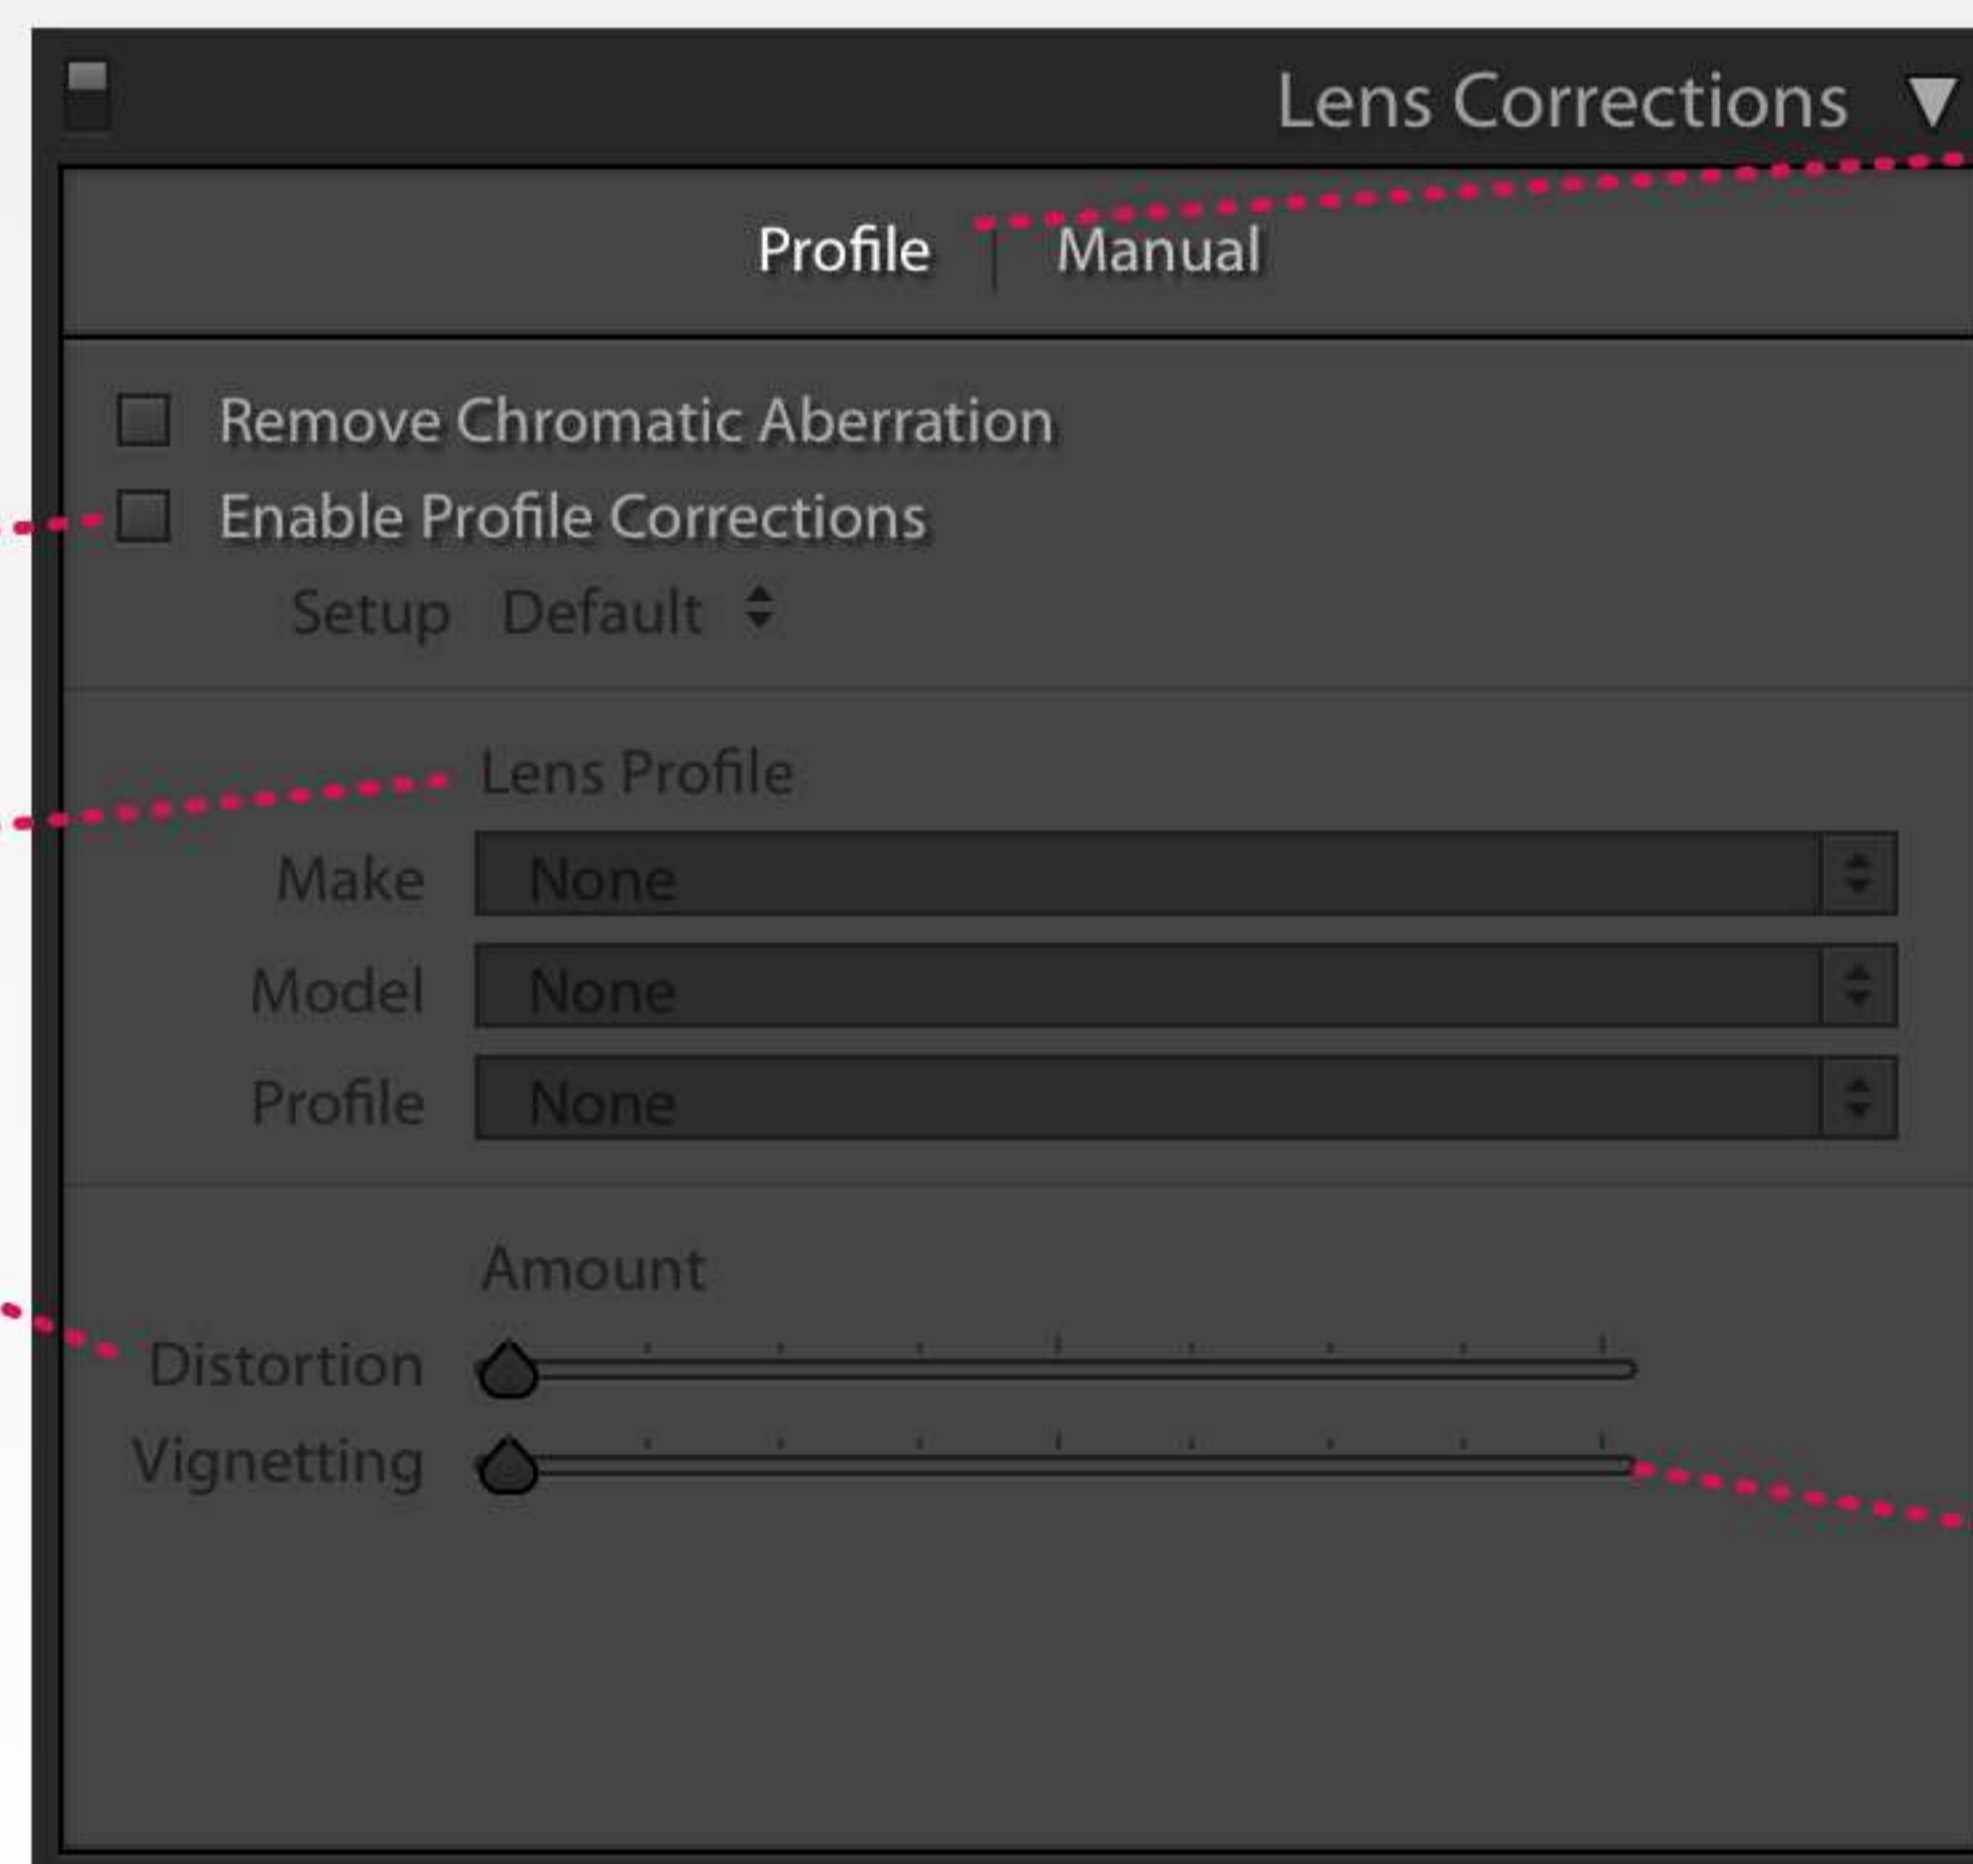 Lens Corrections
Profile | Manual
Remove Chromatic Aberration
Enable Profile Corrections
Setup Default
Lens Profile
Make None
Model None
Profile None
Amount
Distortion
Vignetting